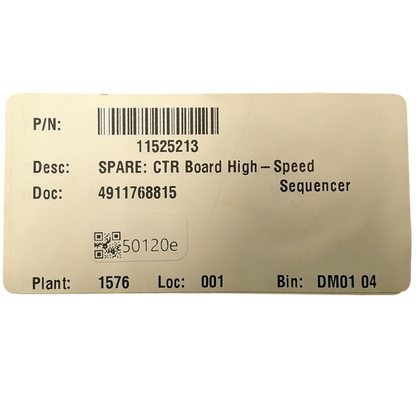 P/N:
11525213
Desc: SPARE: CTR Board High – Speed
Sequencer
Doc: 4911768815
50120e
Plant: 1576 Loc: 001 Bin: DM01 04